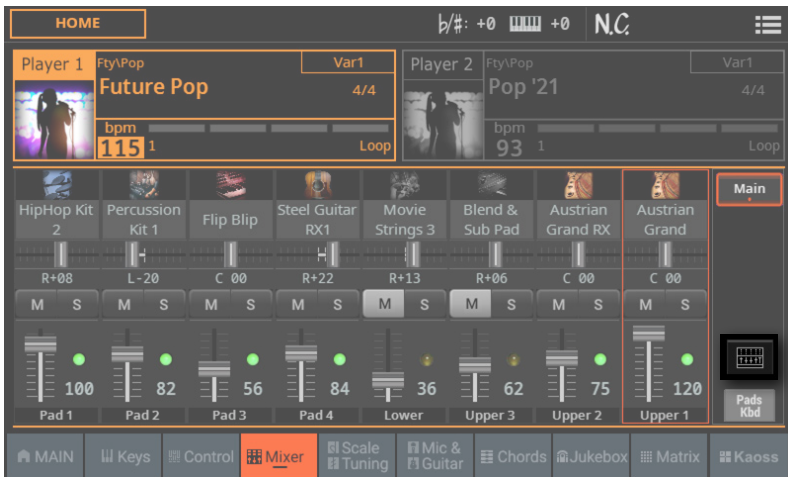 HOME
♭/♯: +0 +0 N.C.
Player 1
Fty\Pop
Var1
Future Pop
4/4
bpm
115 1
Loop
Player 2
Fty\Pop
Var1
Pop '21
4/4
bpm
93 1
Loop
HipHop Kit
2
Percussion
Kit 1
Flip Blip
Steel Guitar
RX1
Movie
Strings 3
Blend &
Sub Pad
Austrian
Grand RX
Austrian
Grand
Main
R+08 L-20 C 00 R+22 R+13 R+06 C 00 C 00
M S M S M S M S M S M S M S M S
100 82 56 84 36 62 75 120
Pad 1 Pad 2 Pad 3 Pad 4 Lower Upper 3 Upper 2 Upper 1
Pads
Kbd
MAIN
Keys
Control
Mixer
Scale
Tuning
Mic &
Guitar
Chords
Jukebox
Matrix
Kaoss